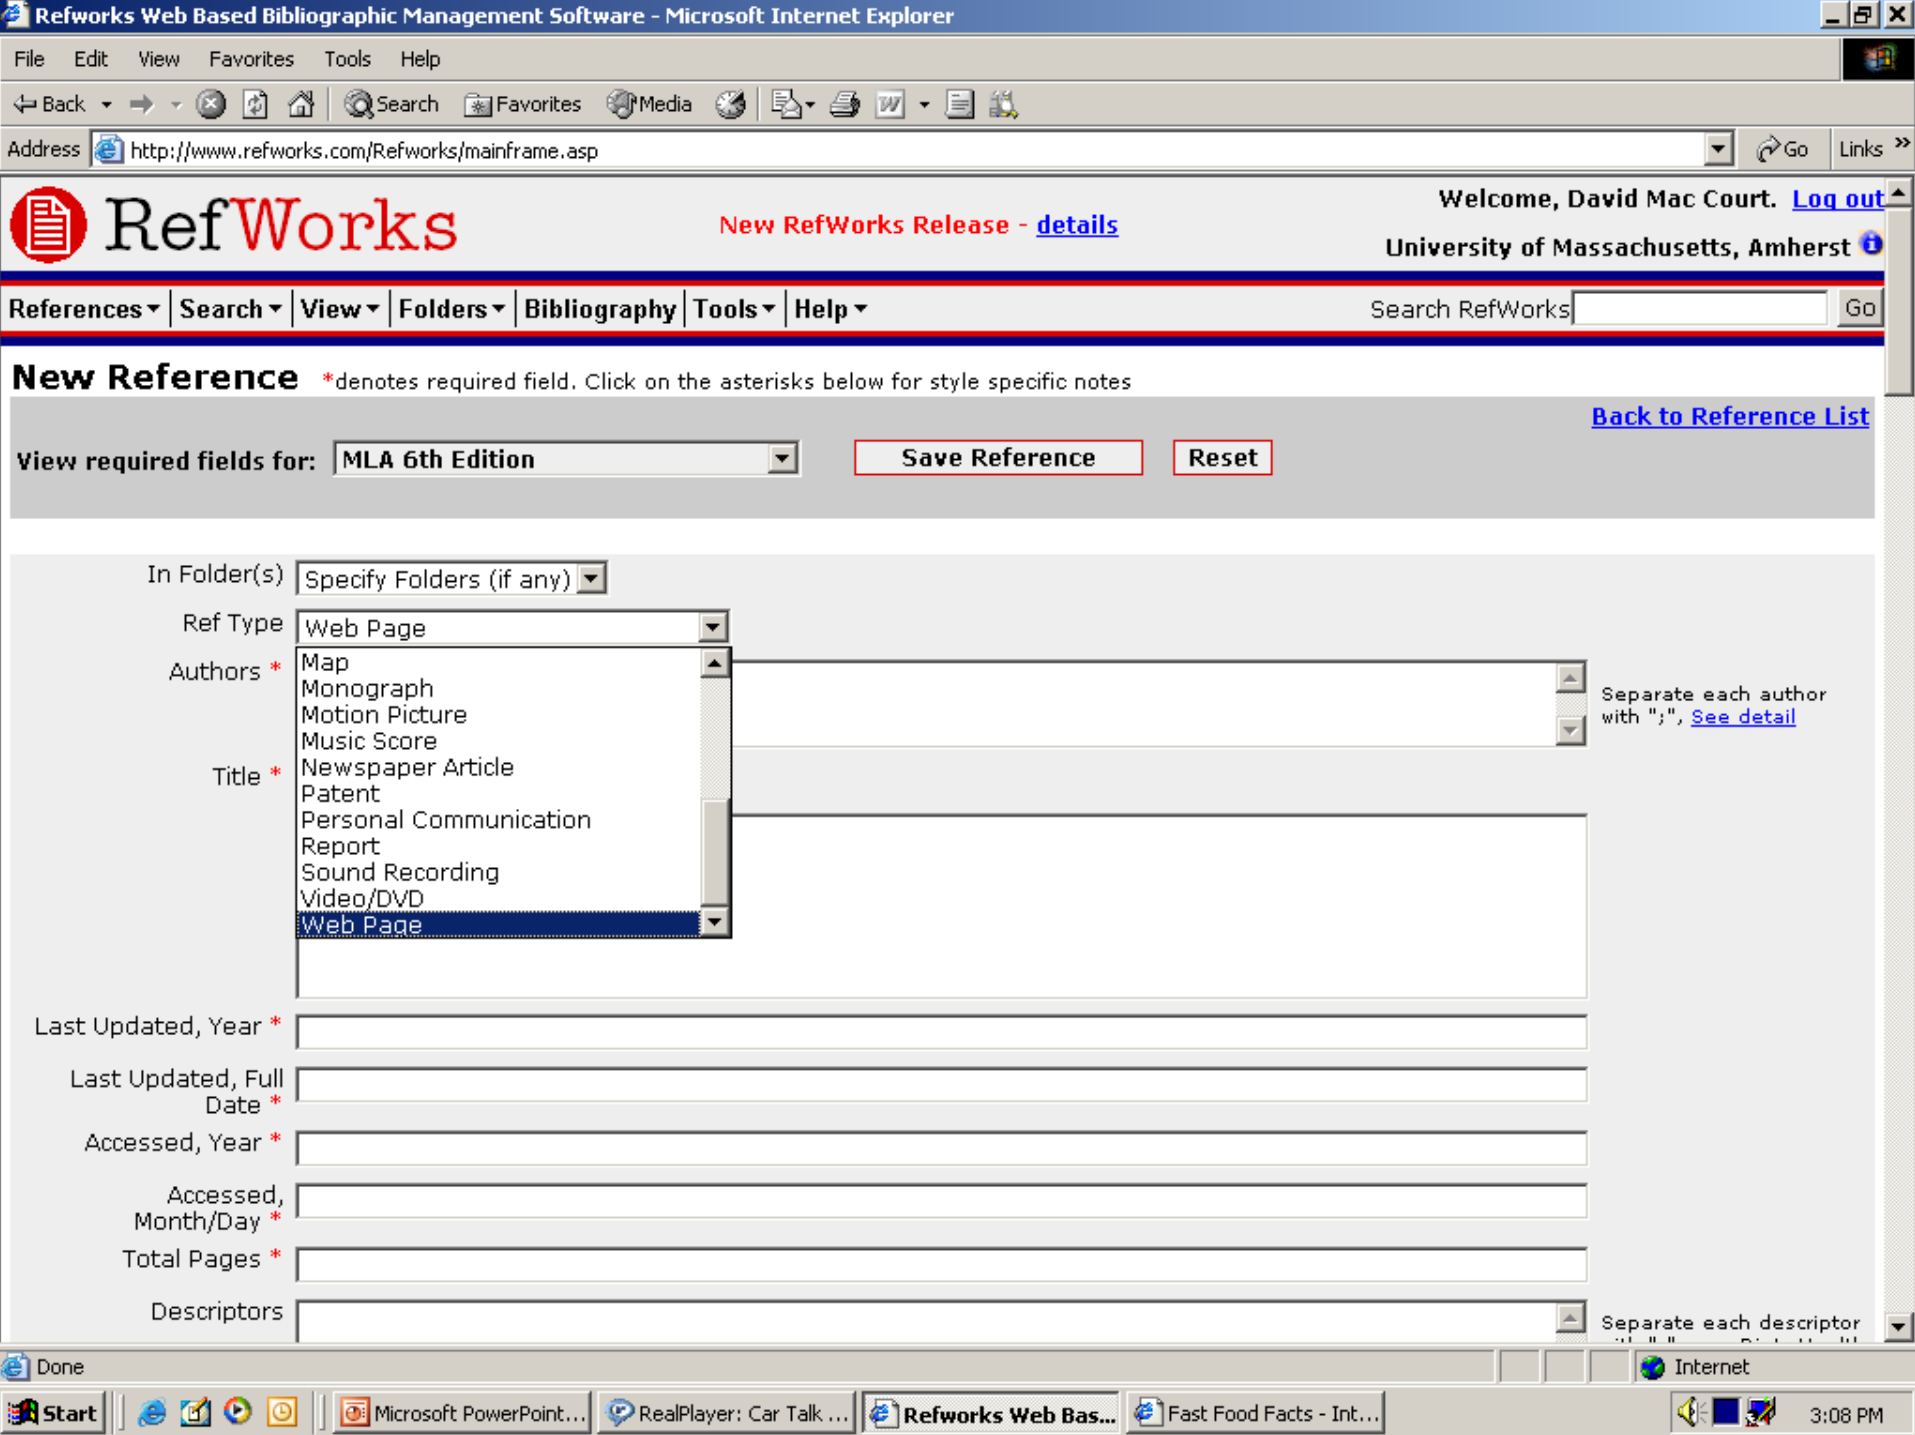 Refworks Web Based Bibliographic Management Software - Microsoft Internet Explorer
File Edit View Favorites Tools Help
Back Search Favorites Media
Address http://www.refworks.com/Refworks/mainframe.asp Go Links »
RefWorks
New RefWorks Release - details
Welcome, David Mac Court. Log out
University of Massachusetts, Amherst
References Search View Folders Bibliography Tools Help Search RefWorks Go
New Reference *denotes required field. Click on the asterisks below for style specific notes
Back to Reference List
View required fields for: MLA 6th Edition Save Reference Reset
In Folder(s) Specify Folders (if any)
Ref Type Web Page
Authors *
Map
Monograph
Motion Picture
Music Score
Newspaper Article
Patent
Personal Communication
Report
Sound Recording
Video/DVD
Web Page
Separate each author
with ";", See detail
Title *
Last Updated, Year *
Last Updated, Full
Date *
Accessed, Year *
Accessed,
Month/Day *
Total Pages *
Descriptors
Separate each descriptor
Done Internet
Start Microsoft PowerPoint... RealPlayer: Car Talk ... Refworks Web Bas... Fast Food Facts - Int... 3:08 PM